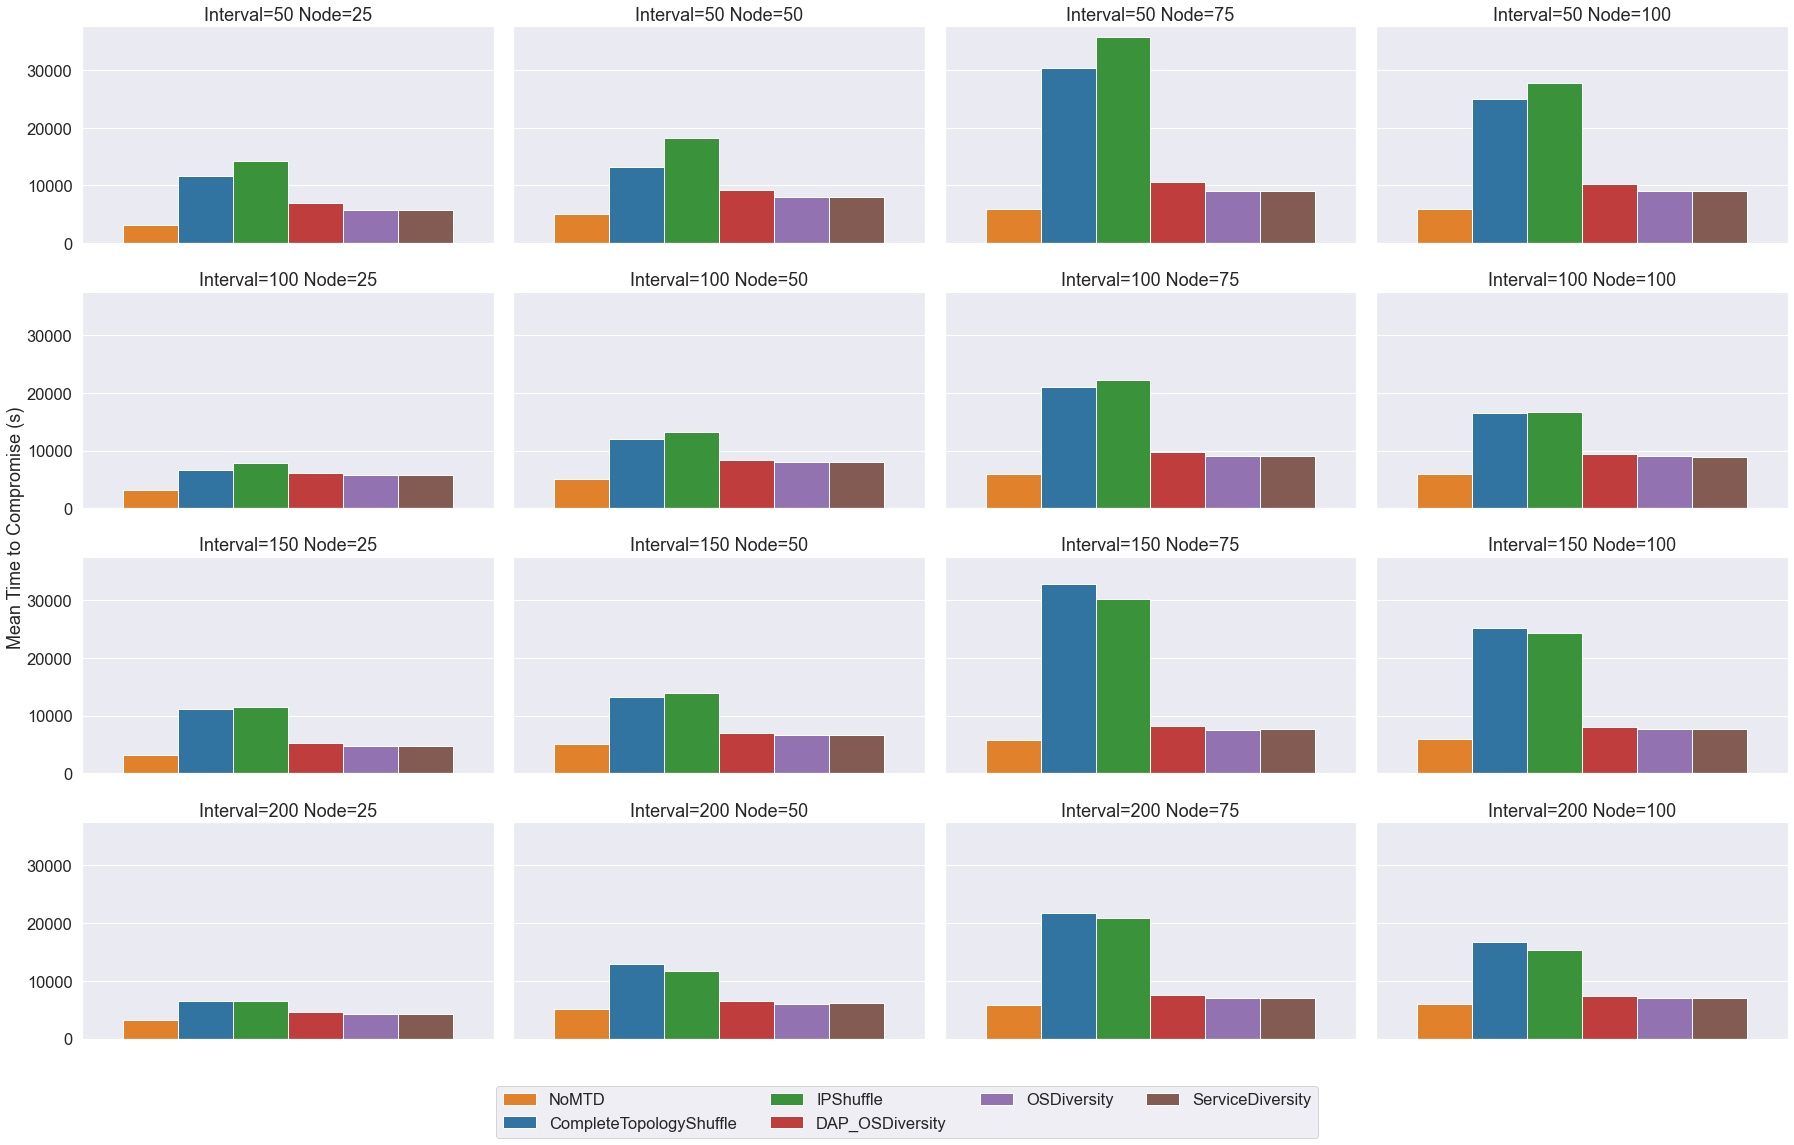 Interval=50 Node=25
Interval=50 Node=50
Interval=50 Node=75
Interval=50 Node=100
30000
20000
10000
0
Interval=100 Node=25
Interval=100 Node=50
Interval=100 Node=75
Interval=100 Node=100
30000
20000
10000
0
Mean Time to Compromise (s)
Interval=150 Node=25
Interval=150 Node=50
Interval=150 Node=75
Interval=150 Node=100
30000
20000
10000
0
Interval=200 Node=25
Interval=200 Node=50
Interval=200 Node=75
Interval=200 Node=100
30000
20000
10000
0
NoMTD
CompleteTopologyShuffle
IPShuffle
DAP_OSDiversity
OSDiversity
ServiceDiversity